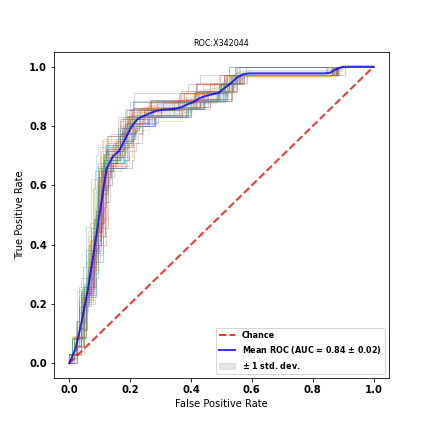 ROC:X342044
1.0
0.8
0.6
0.4
0.2
0.0
True Positive Rate
0.0 0.2 0.4 0.6 0.8 1.0
False Positive Rate
Chance
Mean ROC (AUC = 0.84 ± 0.02)
± 1 std. dev.